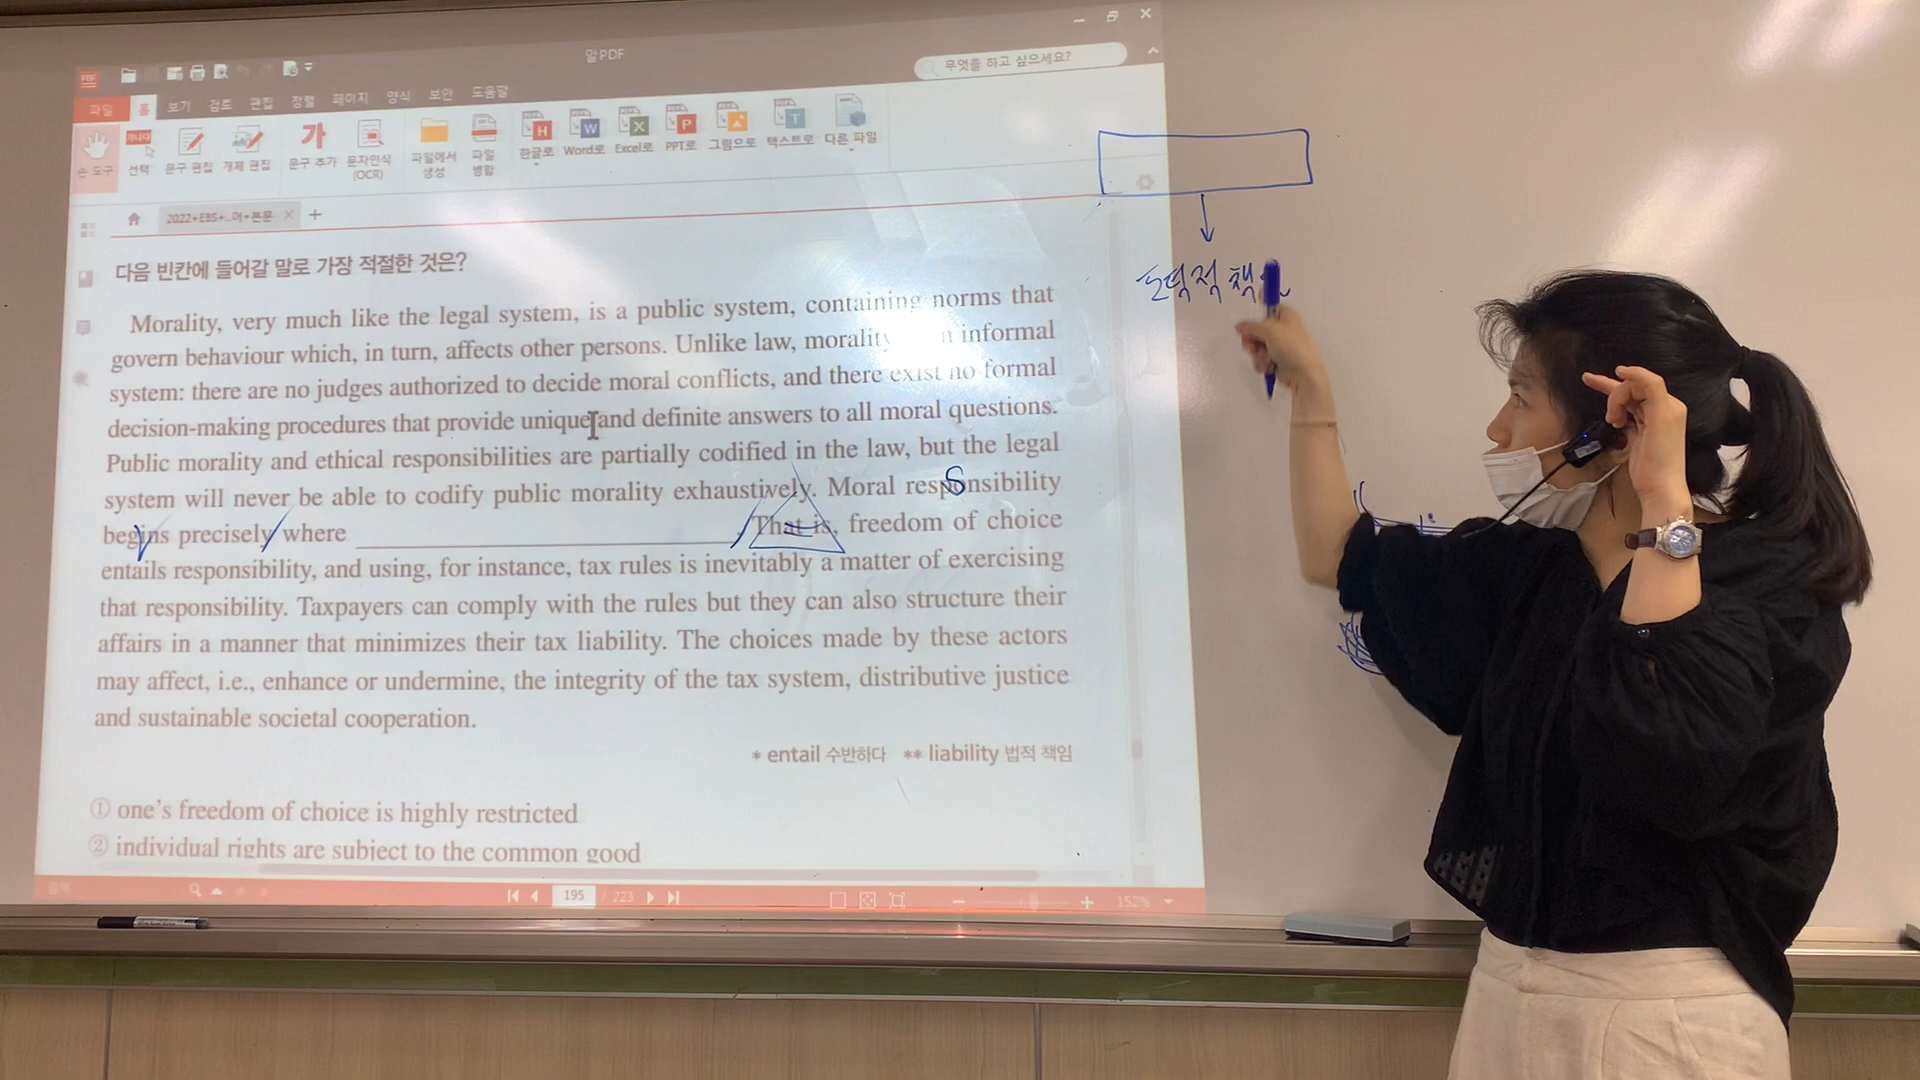 알PDF
무엇을 하고 싶으세요?
파일 홈 보기 검토 편집 정렬 페이지 양식 보안 도움말
손 도구
가나다
선택
문구 편집
개체 편집
가
문구 추가
문자인식
(OCR)
파일에서
생성
파일
병합
한글로
Word로
Excel로
PPT로
그림으로
텍스트로
다른 파일
2022+EBS+...어+본문
다음 빈칸에 들어갈 말로 가장 적절한 것은?
Morality, very much like the legal system, is a public system, containing norms that
govern behaviour which, in turn, affects other persons. Unlike law, morality n informal
system: there are no judges authorized to decide moral conflicts, and there exist no formal
decision-making procedures that provide unique and definite answers to all moral questions.
Public morality and ethical responsibilities are partially codified in the law, but the legal
system will never be able to codify public morality exhaustively. Moral responsibility
S
begins precisely where ______ . That is, freedom of choice
entails responsibility, and using, for instance, tax rules is inevitably a matter of exercising
that responsibility. Taxpayers can comply with the rules but they can also structure their
affairs in a manner that minimizes their tax liability. The choices made by these actors
may affect, i.e., enhance or undermine, the integrity of the tax system, distributive justice
and sustainable societal cooperation.
* entail 수반하다 ** liability 법적 책임
① one's freedom of choice is highly restricted
② individual rights are subject to the common good
195 / 223
152%